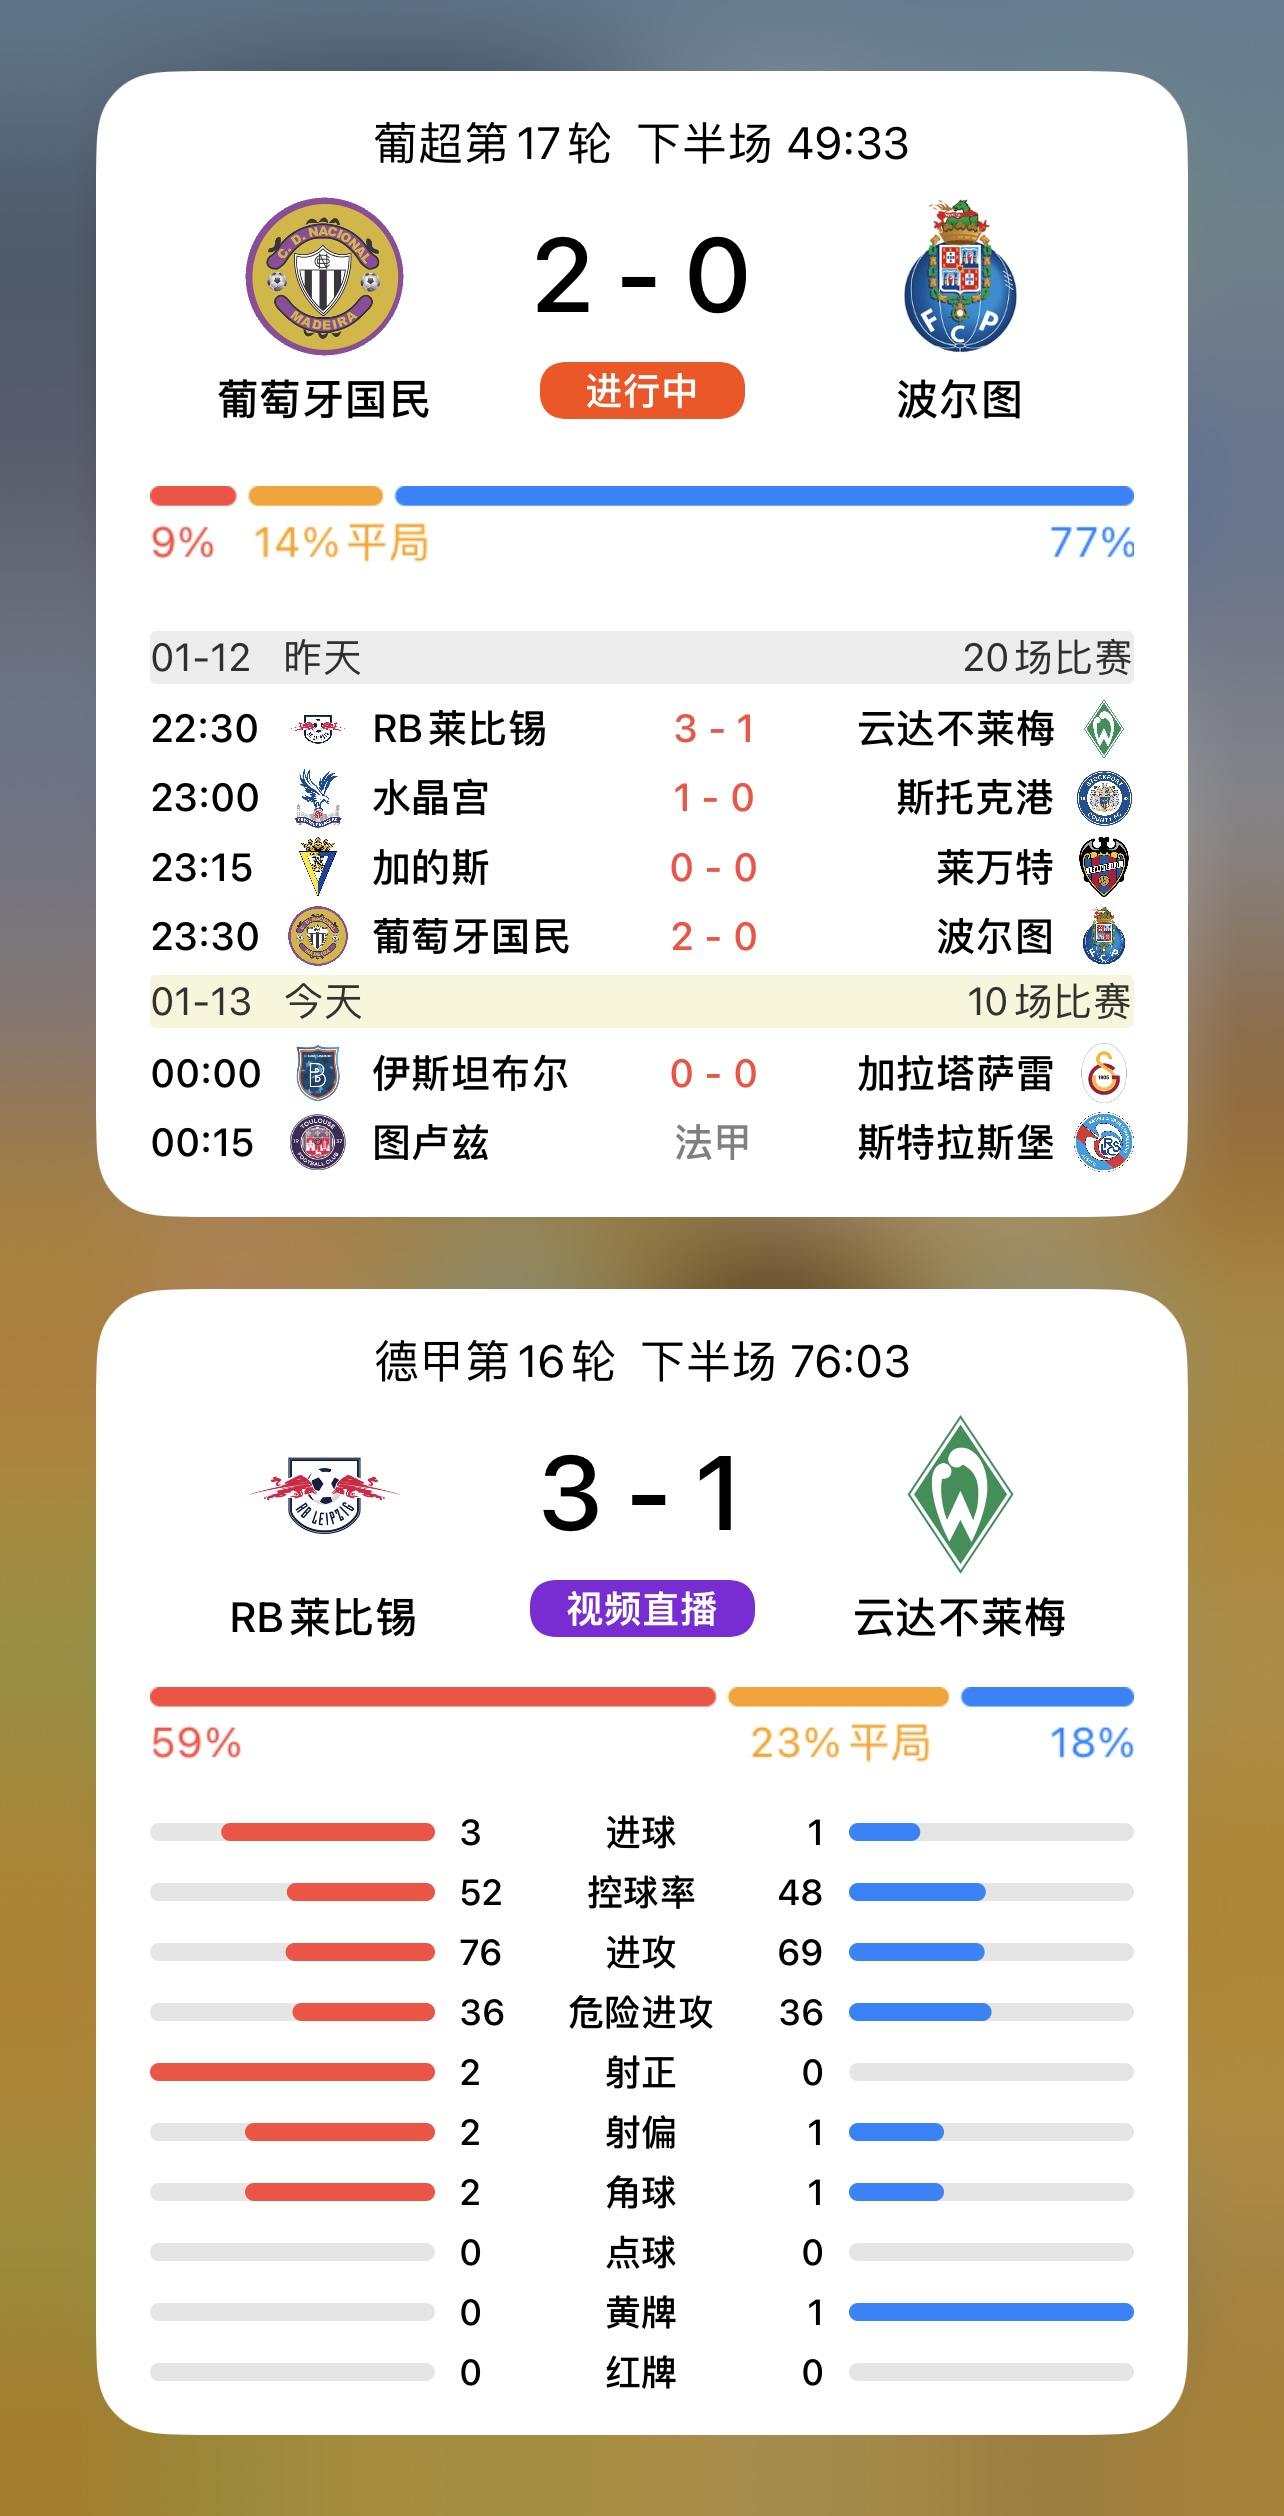 葡超第17轮 下半场 49:33
C. D. NACIONAL
MADEIRA
2 - 0
F C P
葡萄牙国民
进行中
波尔图
9% 14%平局 77%
01-12 昨天 20场比赛
22:30 RB莱比锡 3 - 1 云达不莱梅
23:00 水晶宫 1 - 0 斯托克港
23:15 加的斯 0 - 0 莱万特
23:30 葡萄牙国民 2 - 0 波尔图
01-13 今天 10场比赛
00:00 伊斯坦布尔 0 - 0 加拉塔萨雷
00:15 图卢兹 法甲 斯特拉斯堡
德甲第16轮 下半场 76:03
RB LEIPZIG
3 - 1
W
RB莱比锡
视频直播
云达不莱梅
59% 23%平局 18%
3 进球 1
52 控球率 48
76 进攻 69
36 危险进攻 36
2 射正 0
2 射偏 1
2 角球 1
0 点球 0
0 黄牌 1
0 红牌 0